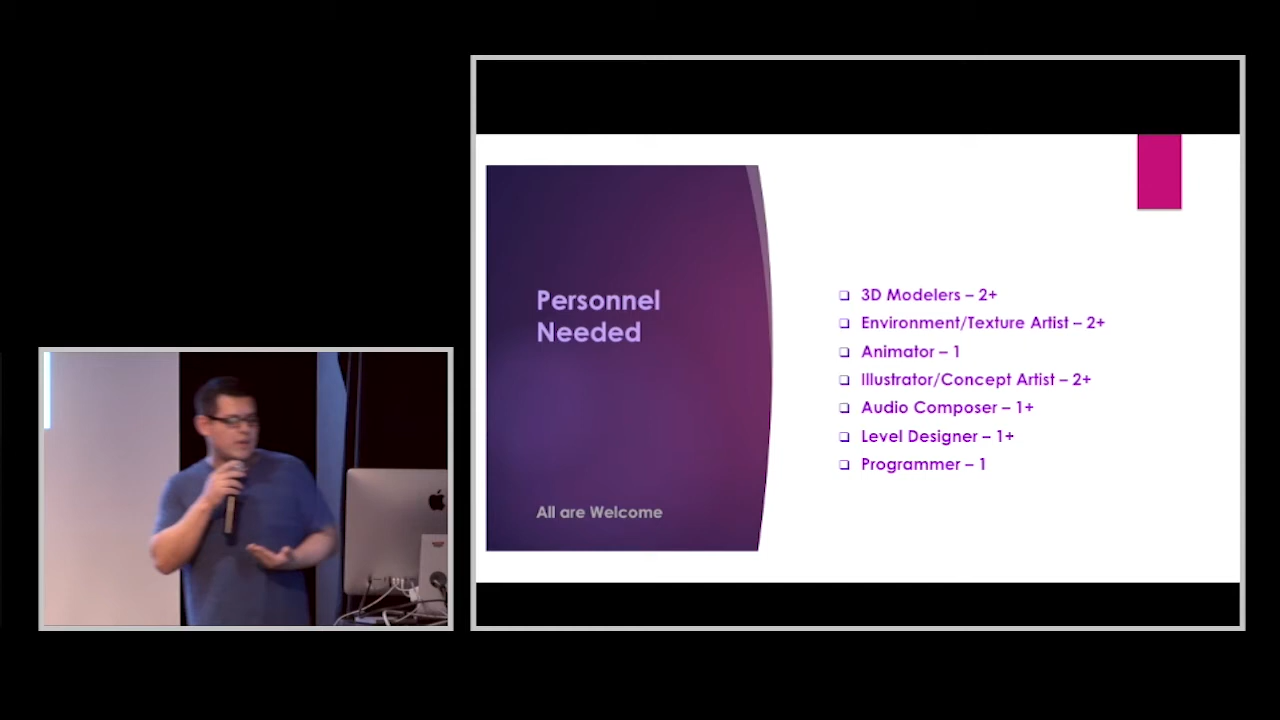 Personnel
Needed
All are Welcome
3D Modelers – 2+
Environment/Texture Artist – 2+
Animator – 1
Illustrator/Concept Artist – 2+
Audio Composer – 1+
Level Designer – 1+
Programmer – 1